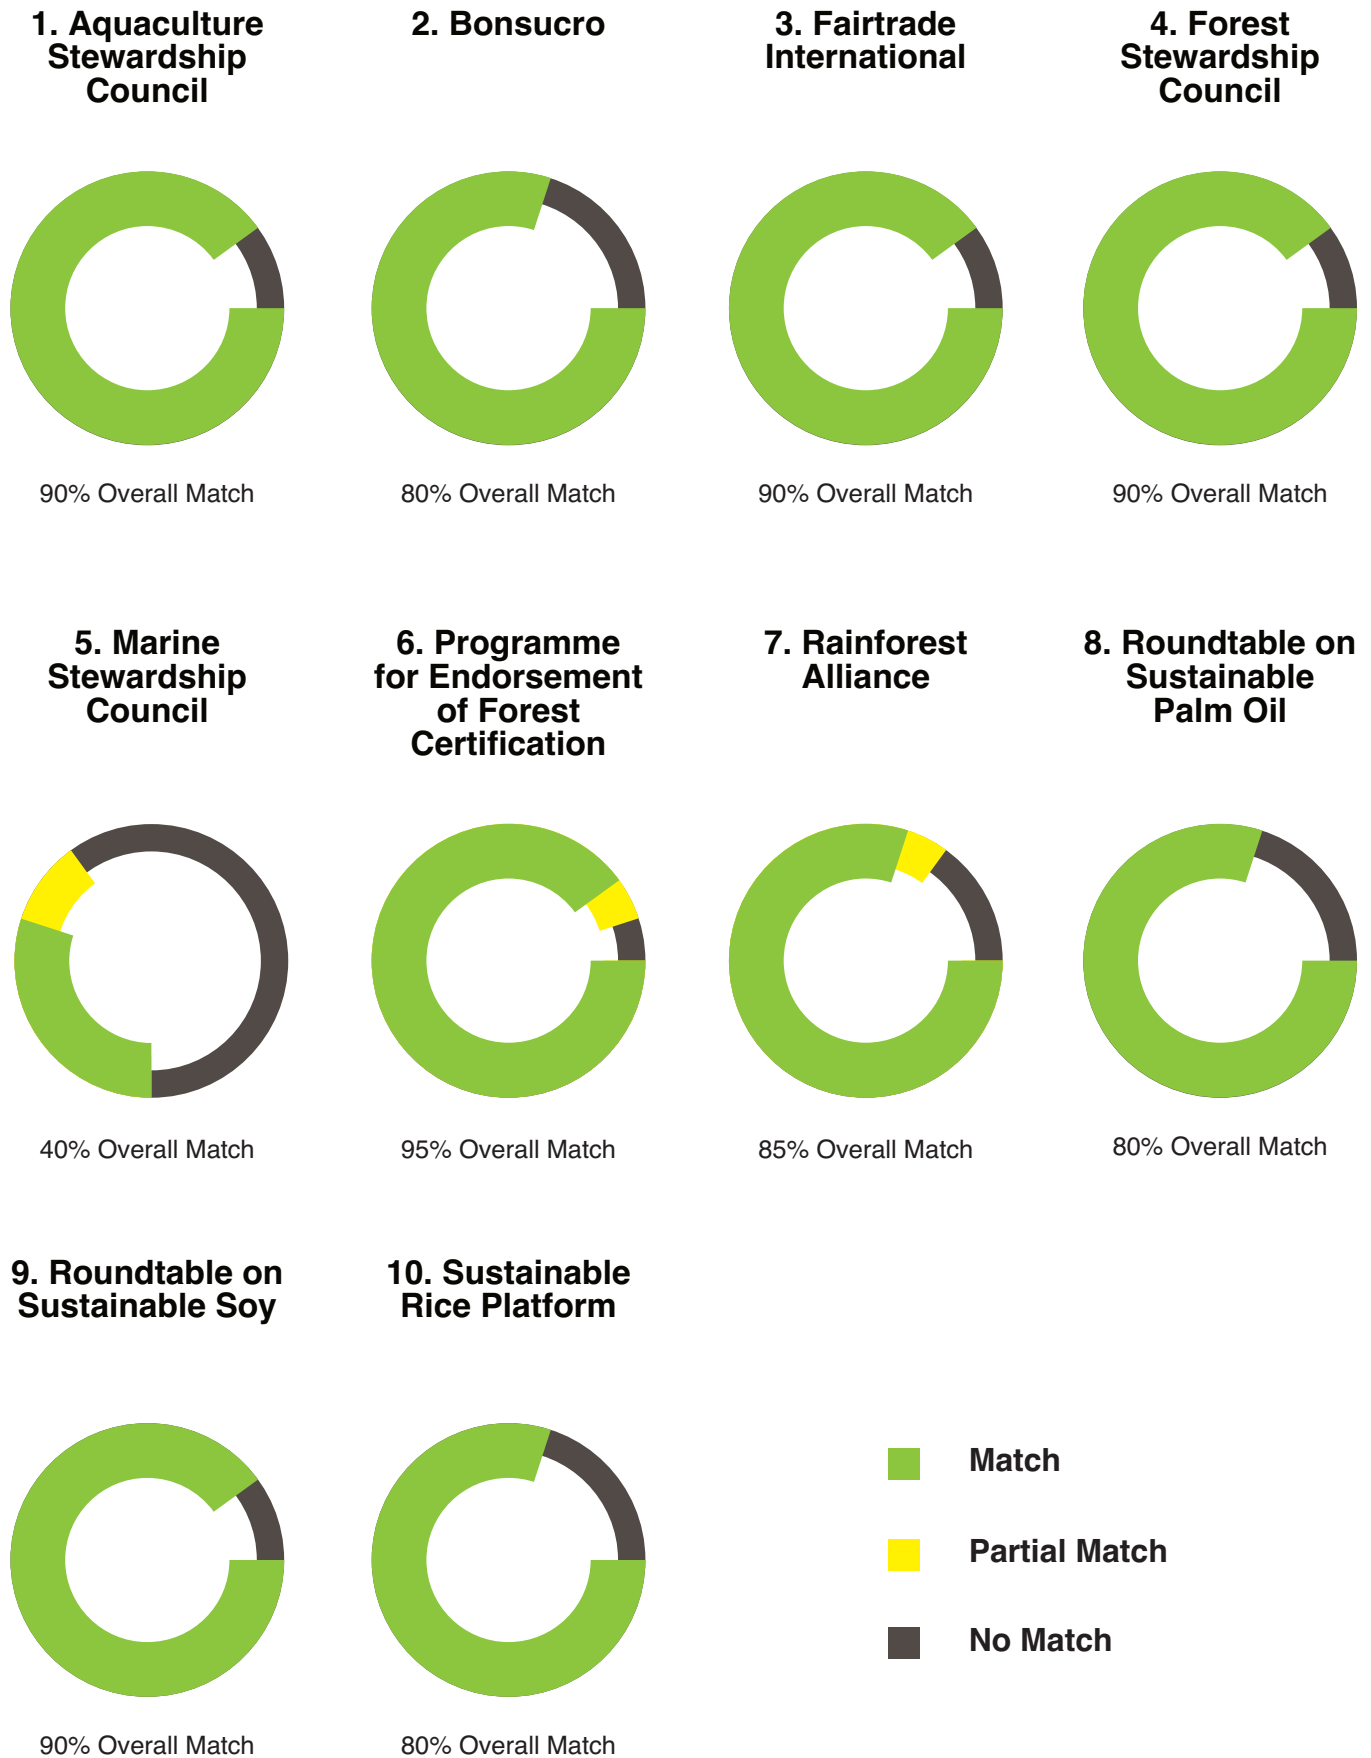 1. Aquaculture
Stewardship
Council
2. Bonsucro
3. Fairtrade
International
4. Forest
Stewardship
Council
90% Overall Match
80% Overall Match
90% Overall Match
90% Overall Match
5. Marine
Stewardship
Council
6. Programme
for Endorsement
of Forest
Certification
7. Rainforest
Alliance
8. Roundtable on
Sustainable
Palm Oil
40% Overall Match
95% Overall Match
85% Overall Match
80% Overall Match
9. Roundtable on
Sustainable Soy
10. Sustainable
Rice Platform
Match
Partial Match
No Match
90% Overall Match
80% Overall Match